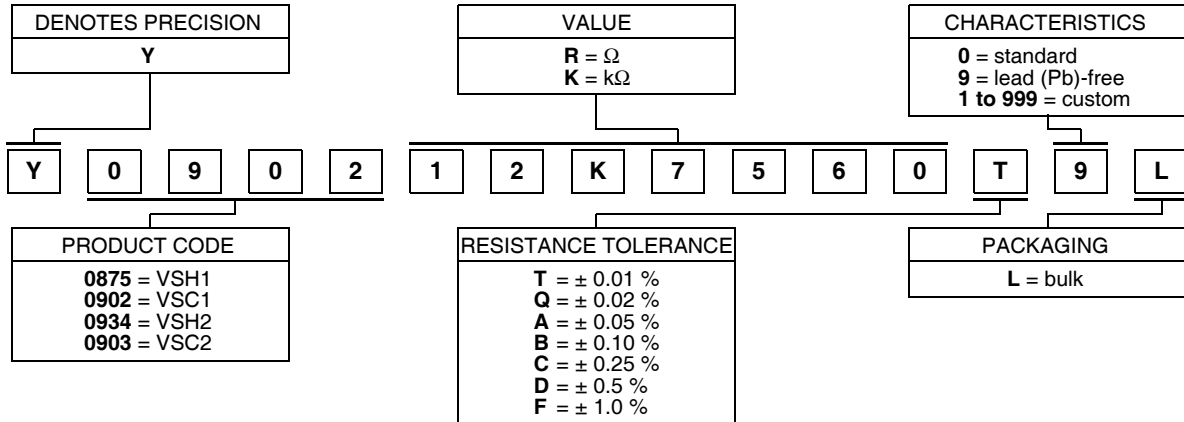 DENOTES PRECISION
Y
VALUE
R = Ω
K = kΩ
CHARACTERISTICS
0 = standard
9 = lead (Pb)-free
1 to 999 = custom
Y 0 9 0 2 1 2 K 7 5 6 0 T 9 L
PRODUCT CODE
0875 = VSH1
0902 = VSC1
0934 = VSH2
0903 = VSC2
RESISTANCE TOLERANCE
T = ± 0.01 %
Q = ± 0.02 %
A = ± 0.05 %
B = ± 0.10 %
C = ± 0.25 %
D = ± 0.5 %
F = ± 1.0 %
PACKAGING
L = bulk